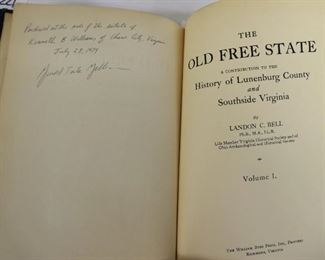 Purchased at the sale of the estate of
Kenneth B Williams of Chase City, Virginia
July 28, 1979
THE
OLD FREE STATE
A CONTRIBUTION TO THE
History of Lunenburg County
and
Southside Virginia
By
LANDON C. BELL
Ph.B., M.A., LL.B.
Life Member Virginia Historical Society and of
Ohio Archæological and Historical Society
Volume I.
THE WILLIAM BYRD PRESS, INC., PRINTERS
RICHMOND, VIRGINIA